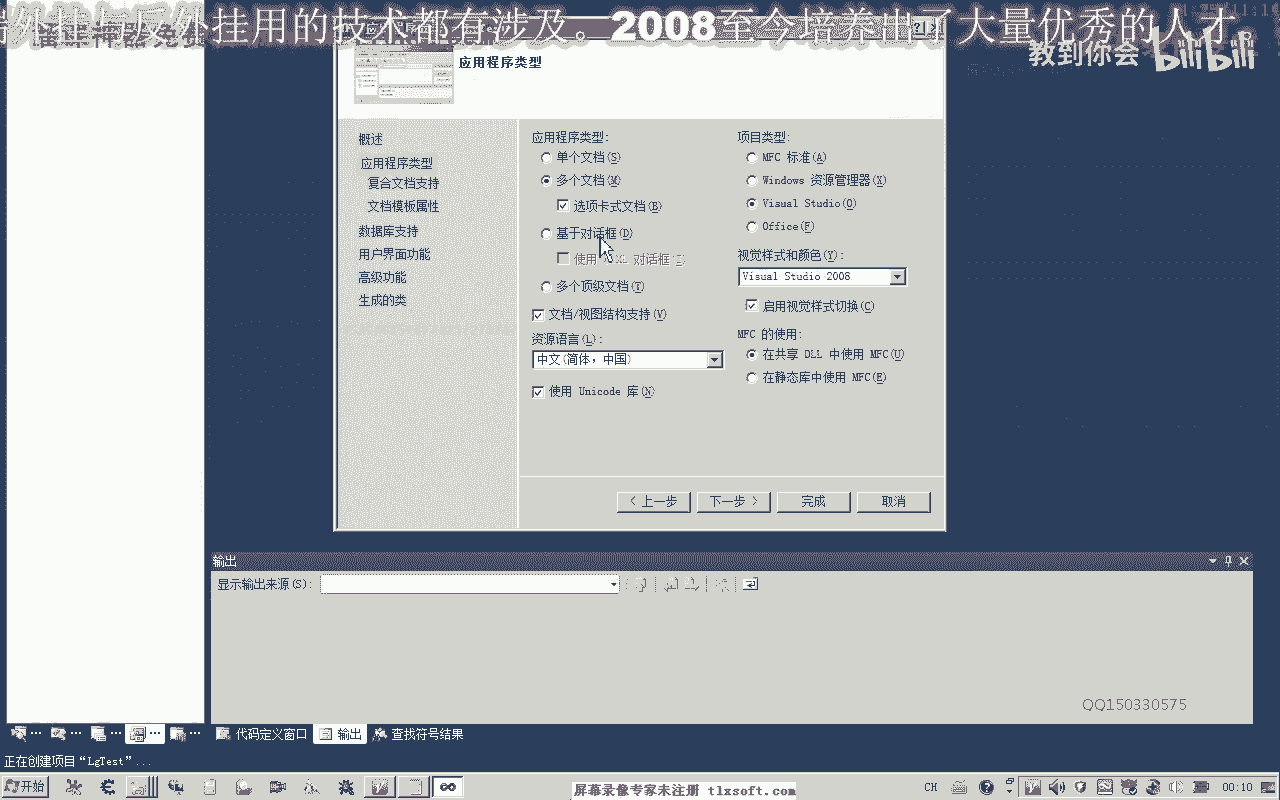 外挂与反外挂用的技术都有涉及。2008至今培养出了大量优秀的人才。
教到你会 bilibili
应用程序类型
概述
应用程序类型
复合文档支持
文档模板属性
数据库支持
用户界面功能
高级功能
生成的类
应用程序类型:
单个文档(S)
多个文档(M)
选项卡式文档(B)
基于对话框(D)
使用 对话框(T)
多个顶级文档(T)
文档/视图结构支持(V)
资源语言(L):
中文(简体，中国)
使用 Unicode 库(N)
项目类型:
MFC 标准(A)
Windows 资源管理器(X)
Visual Studio(O)
Office(F)
视觉样式和颜色(Y):
Visual Studio 2008
启用视觉样式切换(C)
MFC 的使用:
在共享 DLL 中使用 MFC(U)
在静态库中使用 MFC(E)
< 上一步
下一步 >
完成
取消
输出
显示输出来源(S):
QQ150330575
代码定义窗口
输出
查找符号结果
正在创建项目“LgTest”...
开始
屏幕录像专家未注册 tlxsoft.com
CH
00:10